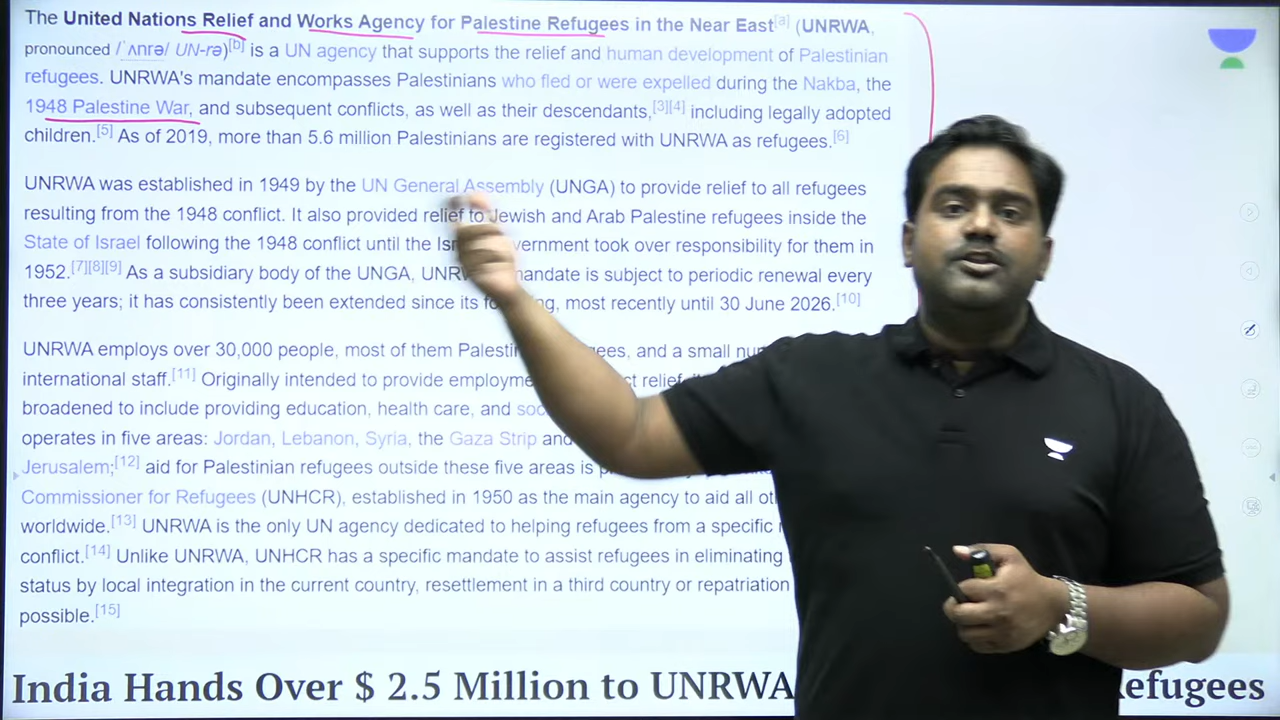 The United Nations Relief and Works Agency for Palestine Refugees in the Near East[a] (UNRWA,
pronounced /ˈʌnrə/ UN-rə)[b] is a UN agency that supports the relief and human development of Palestinian
refugees. UNRWA's mandate encompasses Palestinians who fled or were expelled during the Nakba, the
1948 Palestine War, and subsequent conflicts, as well as their descendants,[3][4] including legally adopted
children.[5] As of 2019, more than 5.6 million Palestinians are registered with UNRWA as refugees.[6]
UNRWA was established in 1949 by the UN General Assembly (UNGA) to provide relief to all refugees
resulting from the 1948 conflict. It also provided relief to Jewish and Arab Palestine refugees inside the
State of Israel following the 1948 conflict until the
took over responsibility for them in
1952.[7][8][9] As a subsidiary body of the UNGA, mandate is subject to periodic renewal every
three years; it has consistently been extended since its most recently until 30 June 2026.[10]
UNRWA employs over 30,000 people, most of them and a small
international staff.[11] Originally intended to provide
broadened to include providing education, health care, and
operates in five areas: Jordan, Lebanon, Syria, the Gaza Strip and
Jerusalem;[12] aid for Palestinian refugees outside these five areas is
Commissioner for Refugees (UNHCR), established in 1950 as the main agency to aid all
worldwide.[13] UNRWA is the only UN agency dedicated to helping refugees from a specific
conflict.[14] Unlike UNRWA, UNHCR has a specific mandate to assist refugees in eliminating
status by local integration in the current country, resettlement in a third country or repatriation
possible.[15]
India Hands Over $ 2.5 Million to UNRWA